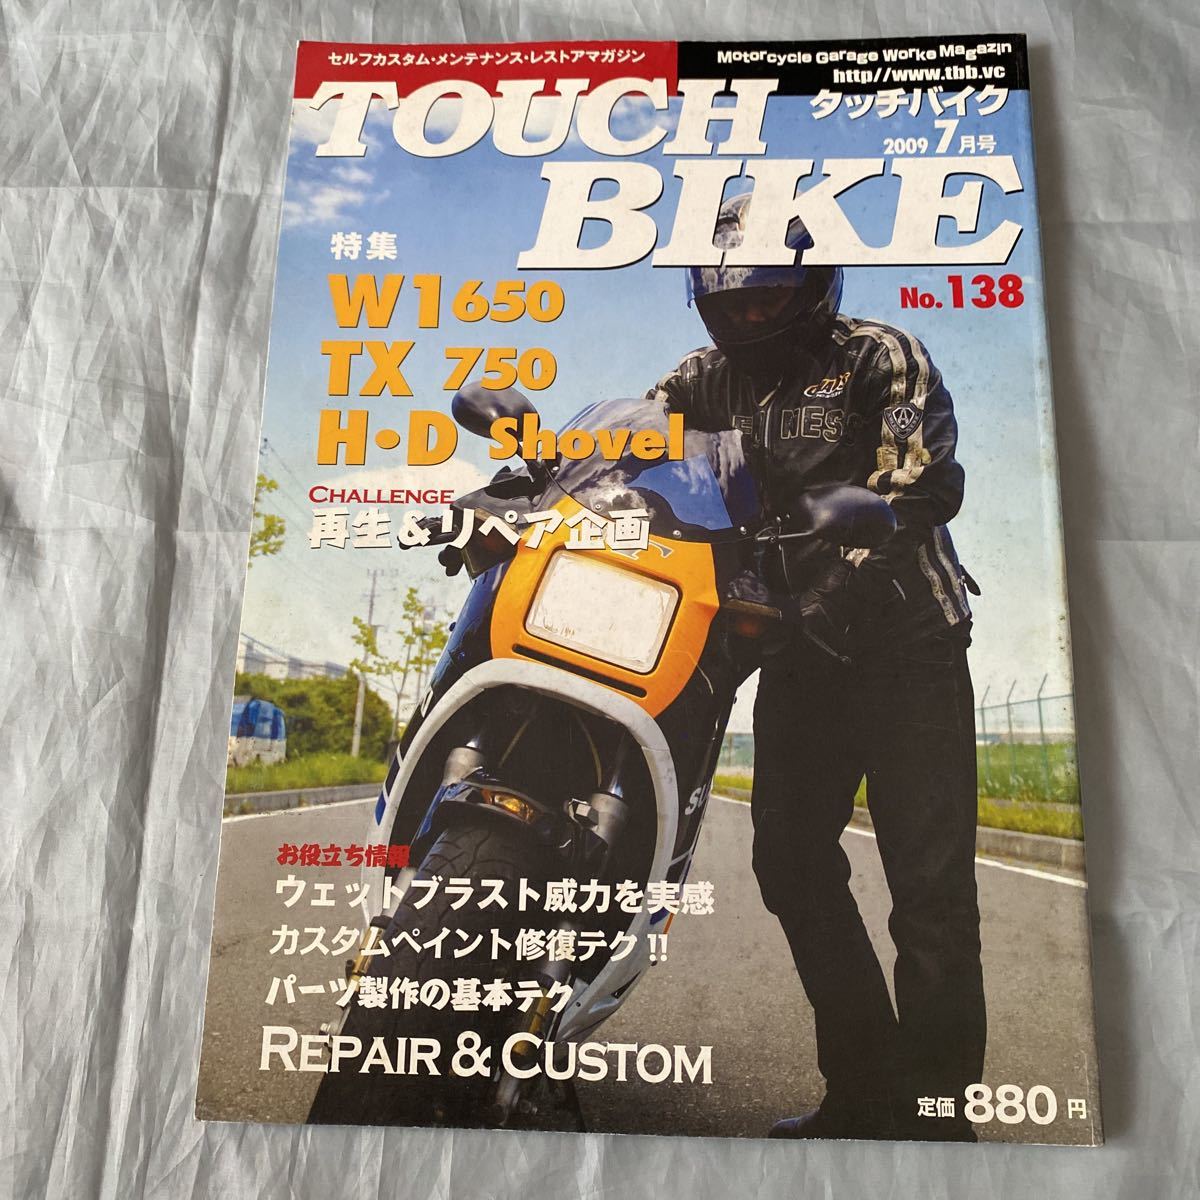 セルフカスタム・メンテナンス・レストアマガジン
Motorcycle Garage Worke Magazin
http//www.tbb.vc
TOUCH
BIKE
タッチバイク
2009 7月号
No.138
特集
W1 650
TX 750
H・D Shovel
CHALLENGE
再生&リペア企画
お役立ち情報
ウェットブラスト威力を実感
カスタムペイント修復テク!!
パーツ製作の基本テク
REPAIR & CUSTOM
定価 880 円